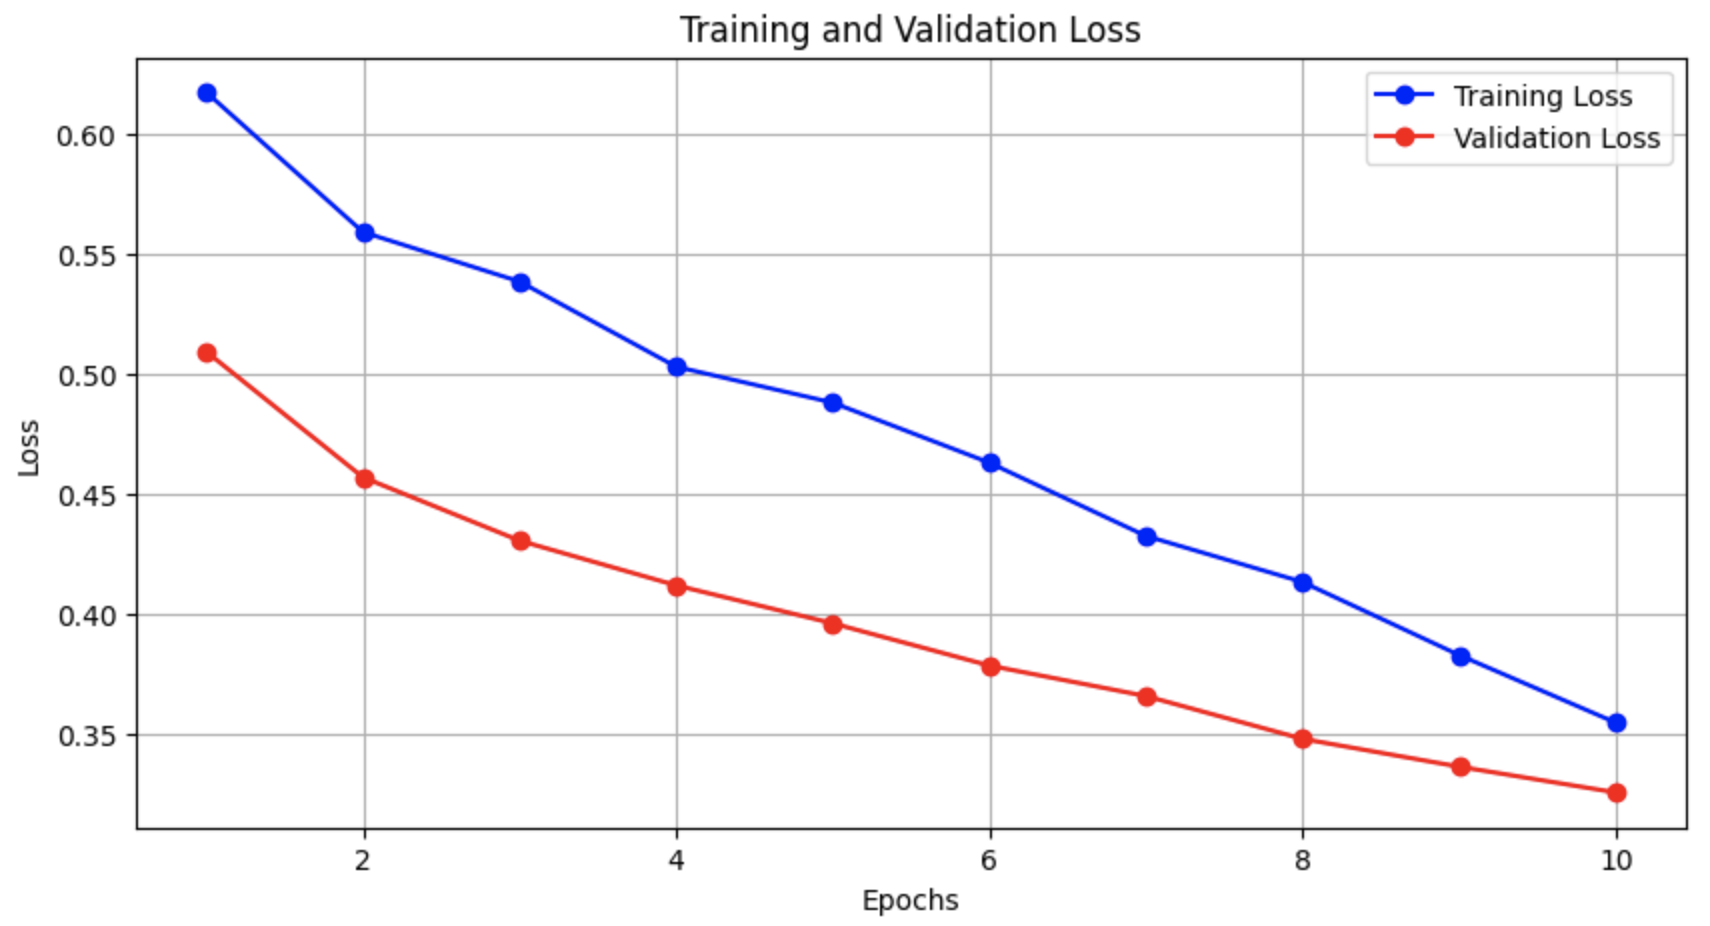 Training and Validation Loss
Training Loss
Validation Loss
0.60
0.55
0.50
0.45
0.40
0.35
Loss
2 4 6 8 10
Epochs